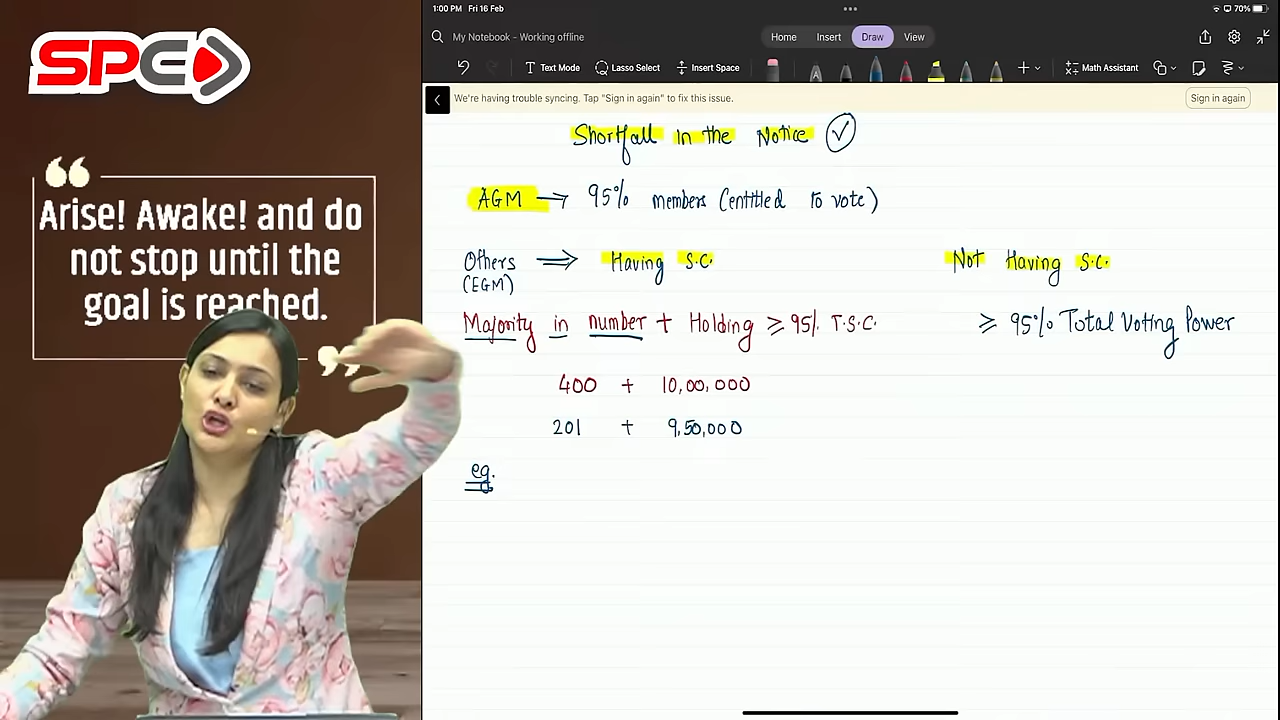 SPC
Arise! Awake! and do
not stop until the
goal is reached.
1:00 PM Fri 16 Feb
70%
My Notebook - Working offline
Home Insert Draw View
Text Mode Lasso Select Insert Space Math Assistant
We're having trouble syncing. Tap "Sign in again" to fix this issue. Sign in again
Shortfall in the Notice
AGM → 95% members (entitled to vote)
Others ⇒ Having S.C. Not Having S.C.
(EGM)
Majority in number + Holding ≥ 95% T.S.C. ≥ 95% Total Voting Power
400 + 10,00,000
201 + 9,50,000
eg.